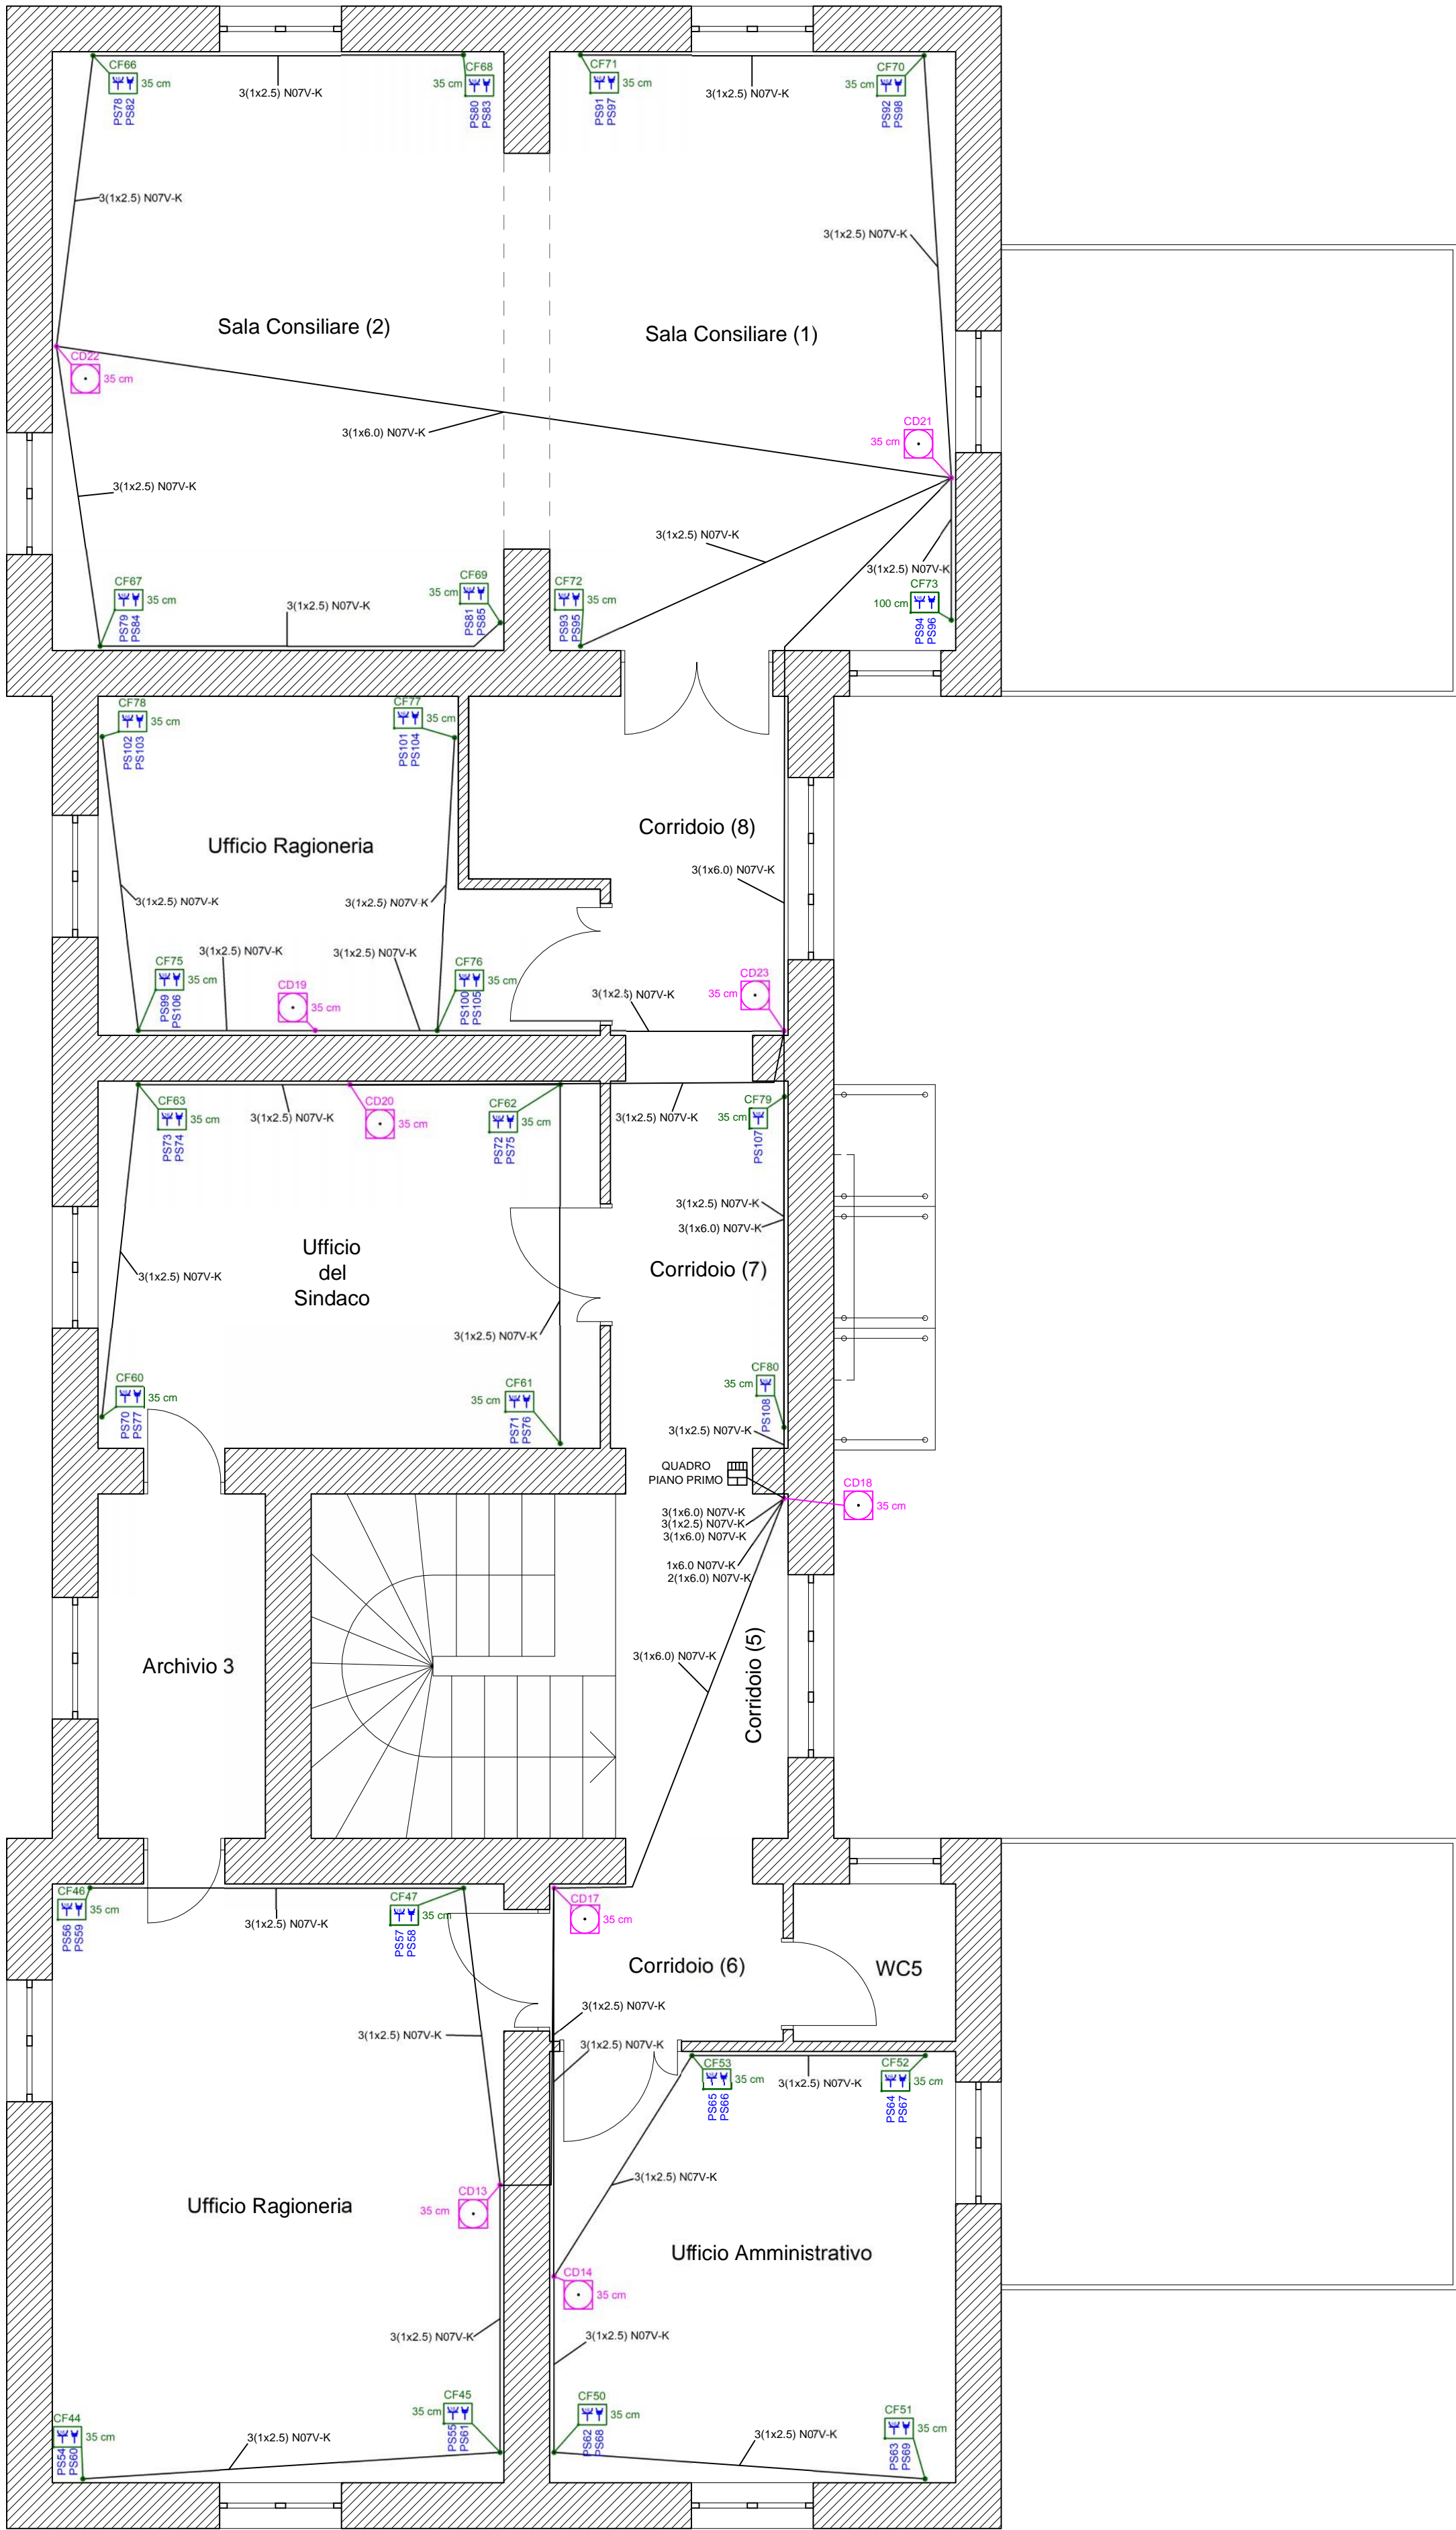 CF66
35 cm
PS78
PS82
3(1x2.5) N07V-K
CF68
35 cm
PS80
PS83
CF71
35 cm
PS91
PS97
3(1x2.5) N07V-K
CF70
35 cm
PS92
PS98
3(1x2.5) N07V-K
3(1x2.5) N07V-K
Sala Consiliare (2)
Sala Consiliare (1)
CD22
35 cm
3(1x6.0) N07V-K
CD21
35 cm
3(1x2.5) N07V-K
3(1x2.5) N07V-K
3(1x2.5) N07V-K
CF67
35 cm
PS79
PS84
3(1x2.5) N07V-K
CF69
35 cm
PS81
PS85
CF72
35 cm
PS93
PS95
CF73
100 cm
PS94
PS96
CF78
35 cm
PS102
PS103
CF77
35 cm
PS101
PS104
Ufficio Ragioneria
Corridoio (8)
3(1x6.0) N07V-K
3(1x2.5) N07V-K
3(1x2.5) N07V-K
3(1x2.5) N07V-K
3(1x2.5) N07V-K
CF75
35 cm
PS99
PS106
CD19
35 cm
CF76
35 cm
PS100
PS105
3(1x2.5) N07V-K
CD23
35 cm
CF63
35 cm
PS73
PS74
3(1x2.5) N07V-K
CD20
35 cm
CF62
35 cm
PS72
PS75
3(1x2.5) N07V-K
CF79
35 cm
PS107
3(1x2.5) N07V-K
3(1x6.0) N07V-K
Ufficio
del
Sindaco
Corridoio (7)
3(1x2.5) N07V-K
3(1x2.5) N07V-K
CF60
35 cm
PS70
PS77
CF61
35 cm
PS71
PS76
CF80
35 cm
PS108
3(1x2.5) N07V-K
QUADRO
PIANO PRIMO
CD18
35 cm
3(1x6.0) N07V-K
3(1x2.5) N07V-K
3(1x6.0) N07V-K
1x6.0 N07V-K
2(1x6.0) N07V-K
3(1x6.0) N07V-K
Corridoio (5)
Archivio 3
CF46
35 cm
PS56
PS59
3(1x2.5) N07V-K
CF47
35 cm
PS57
PS58
CD17
35 cm
Corridoio (6)
WC5
3(1x2.5) N07V-K
3(1x2.5) N07V-K
3(1x2.5) N07V-K
CF53
35 cm
PS65
PS66
3(1x2.5) N07V-K
CF52
35 cm
PS64
PS67
3(1x2.5) N07V-K
Ufficio Ragioneria
CD13
35 cm
Ufficio Amministrativo
CD14
35 cm
3(1x2.5) N07V-K
3(1x2.5) N07V-K
CF44
35 cm
PS54
PS60
3(1x2.5) N07V-K
CF45
35 cm
PS55
PS61
CF50
35 cm
PS62
PS68
3(1x2.5) N07V-K
CF51
35 cm
PS63
PS69